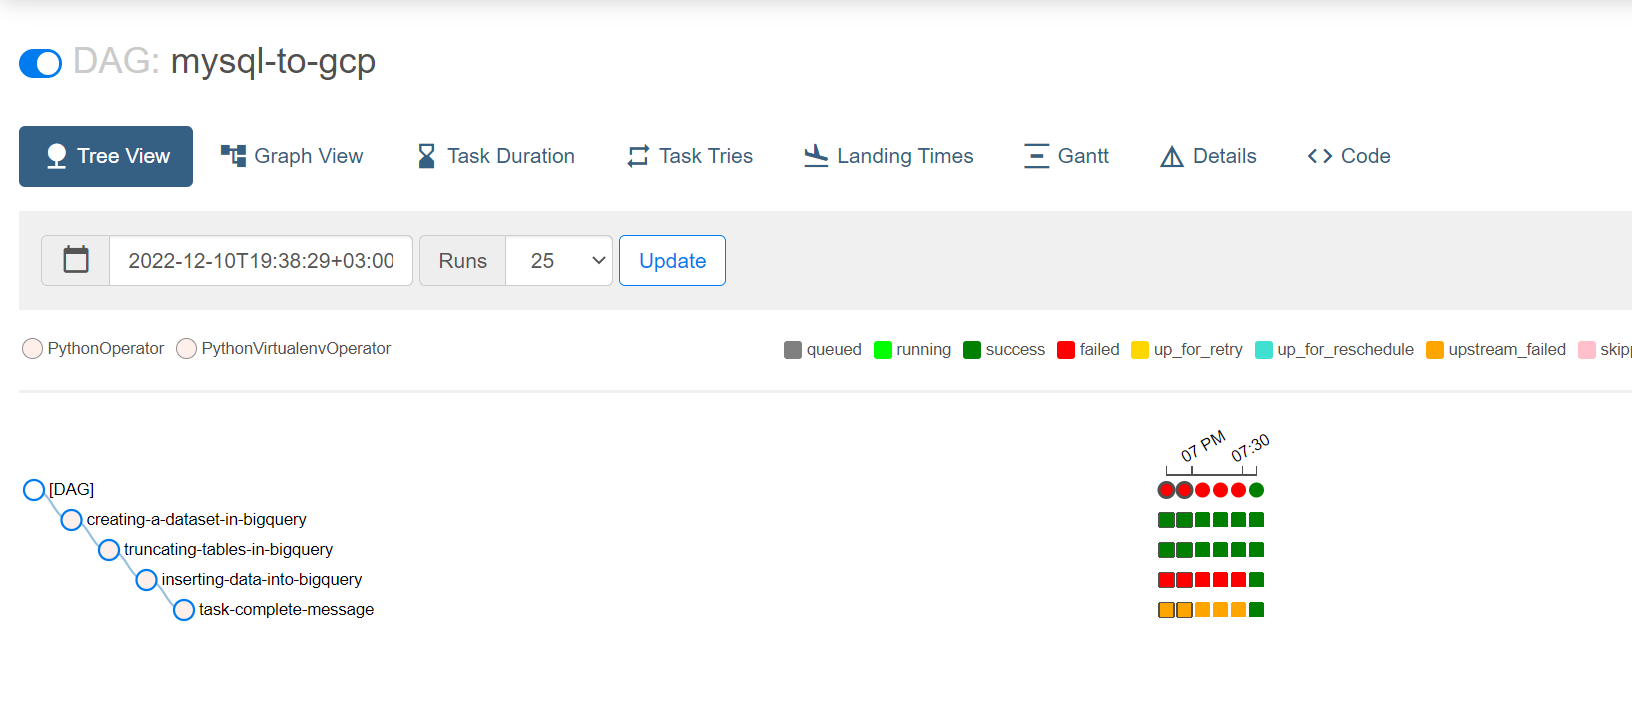 DAG: mysql-to-gcp
Tree View Graph View Task Duration Task Tries Landing Times Gantt Details Code
2022-12-10T19:38:29+03:00 Runs 25 Update
PythonOperator PythonVirtualenvOperator queued running success failed up_for_retry up_for_reschedule upstream_failed skip
07 PM 07:30
[DAG]
creating-a-dataset-in-bigquery
truncating-tables-in-bigquery
inserting-data-into-bigquery
task-complete-message